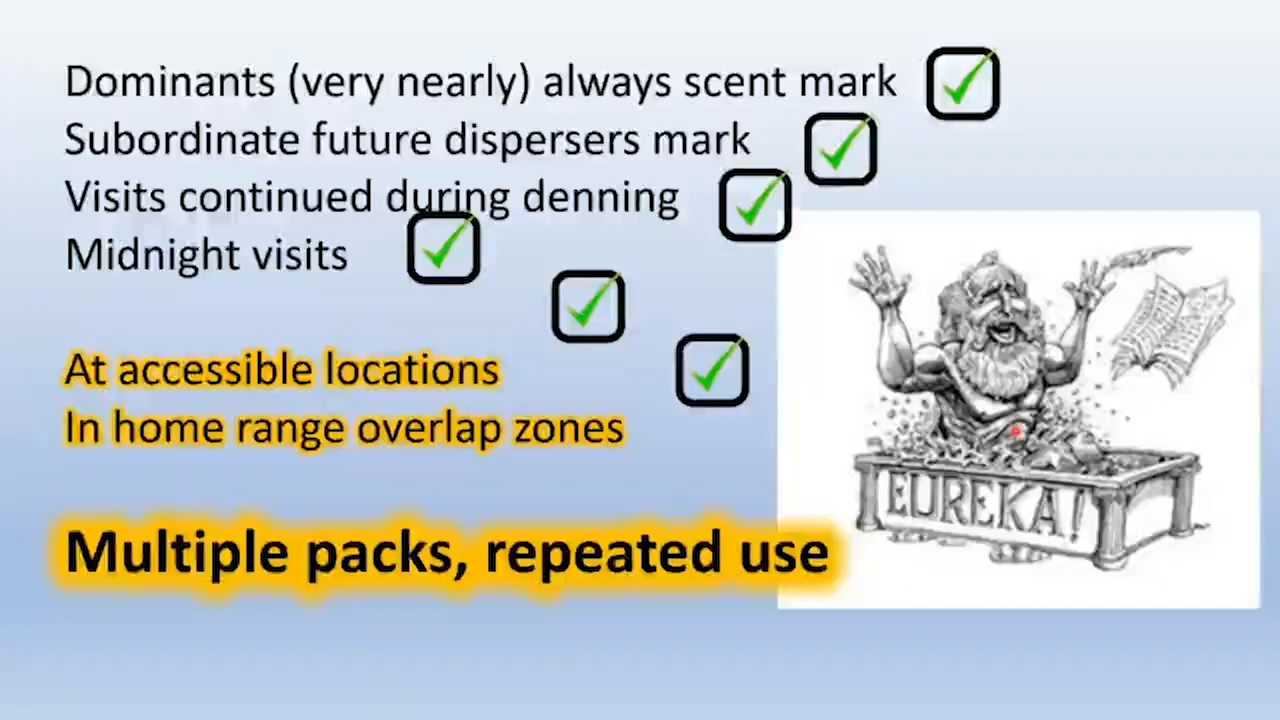 Dominants (very nearly) always scent mark
Subordinate future dispersers mark
Visits continued during denning
Midnight visits
At accessible locations
In home range overlap zones
Multiple packs, repeated use
EUREKA!